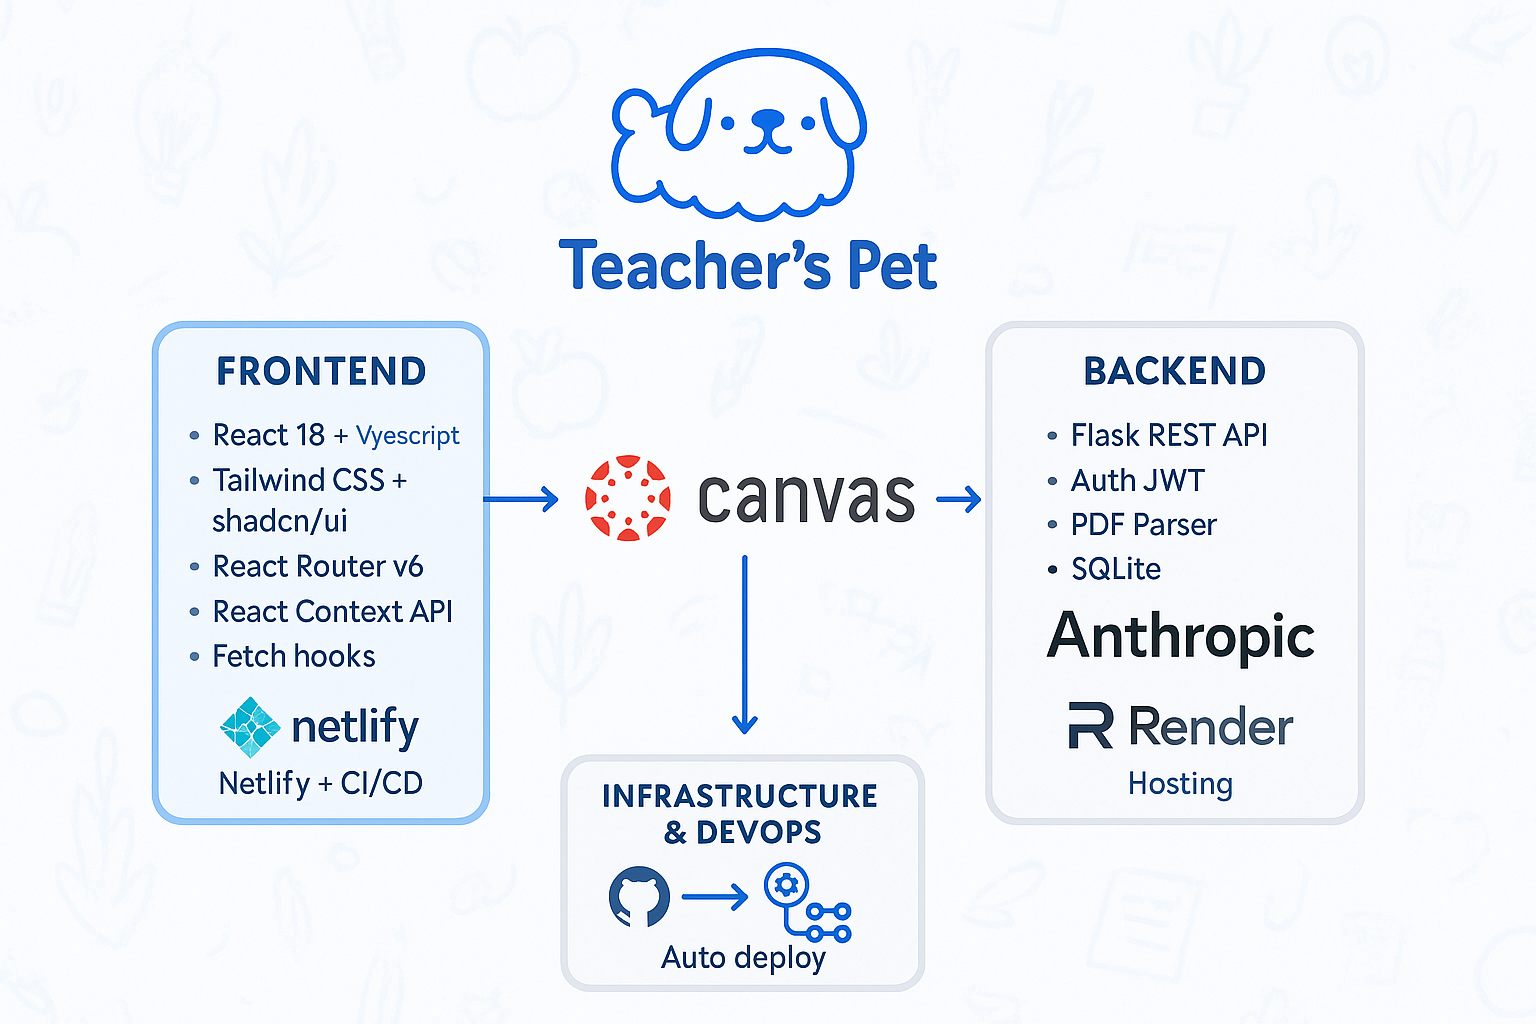 Teacher's Pet
FRONTEND
• React 18 + Vyescript
• Tailwind CSS +
shadcn/ui
• React Router v6
• React Context API
• Fetch hooks
netlify
Netlify + CI/CD
canvas
BACKEND
• Flask REST API
• Auth JWT
• PDF Parser
• SQLite
Anthropic
Render
Hosting
INFRASTRUCTURE
& DEVOPS
Auto deploy